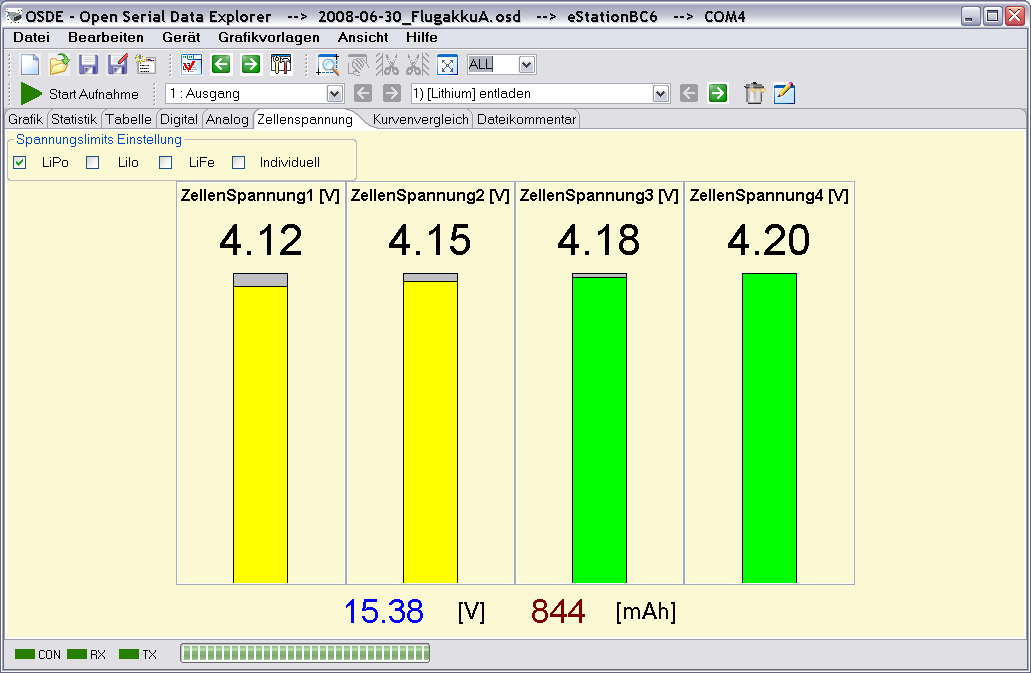 OSDE - Open Serial Data Explorer --> 2008-06-30_FlugakkuA.osd --> eStationBC6 --> COM4
Datei Bearbeiten Gerät Grafikvorlagen Ansicht Hilfe
ALL
Start Aufnahme 1 : Ausgang 1) [Lithium] entladen
Grafik Statistik Tabelle Digital Analog Zellenspannung Kurvenvergleich Dateikommentar
Spannungslimits Einstellung
LiPo LiIo LiFe Individuell
ZellenSpannung1 [V] ZellenSpannung2 [V] ZellenSpannung3 [V] ZellenSpannung4 [V]
4.12 4.15 4.18 4.20
15.38 [V] 844 [mAh]
CON RX TX